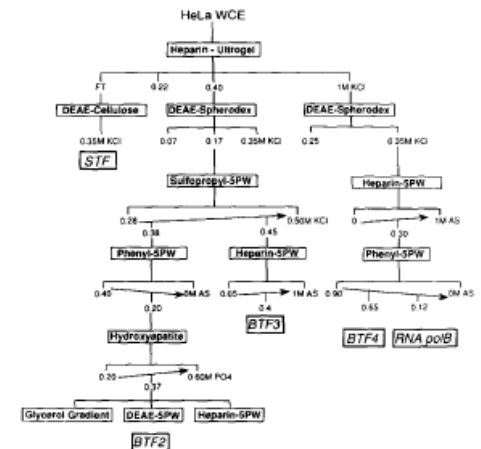 HeLa WCE
Heparin - Ultrogel
FT 0.22 0.40 1M KCl
DEAE-Cellulose DEAE-Spherodex DEAE-Spherodex
0.35M KCl 0.07 0.17 0.35M KCl 0.25 0.35M KCl
STF
Sulfopropyl-5PW Heparin-5PW
0.28 0.50M KCl 0 1M AS
0.38 0.45 0.30
Phenyl-5PW Heparin-5PW Phenyl-5PW
0.40 0M AS 0.05 1M AS 0.90 0M AS
0.20 0.4 0.65 0.12
Hydroxyapatite BTF3 BTF4 RNA polB
0.20 0.60M PO4
0.37
Glycerol Gradient DEAE-5PW Heparin-5PW
BTF2